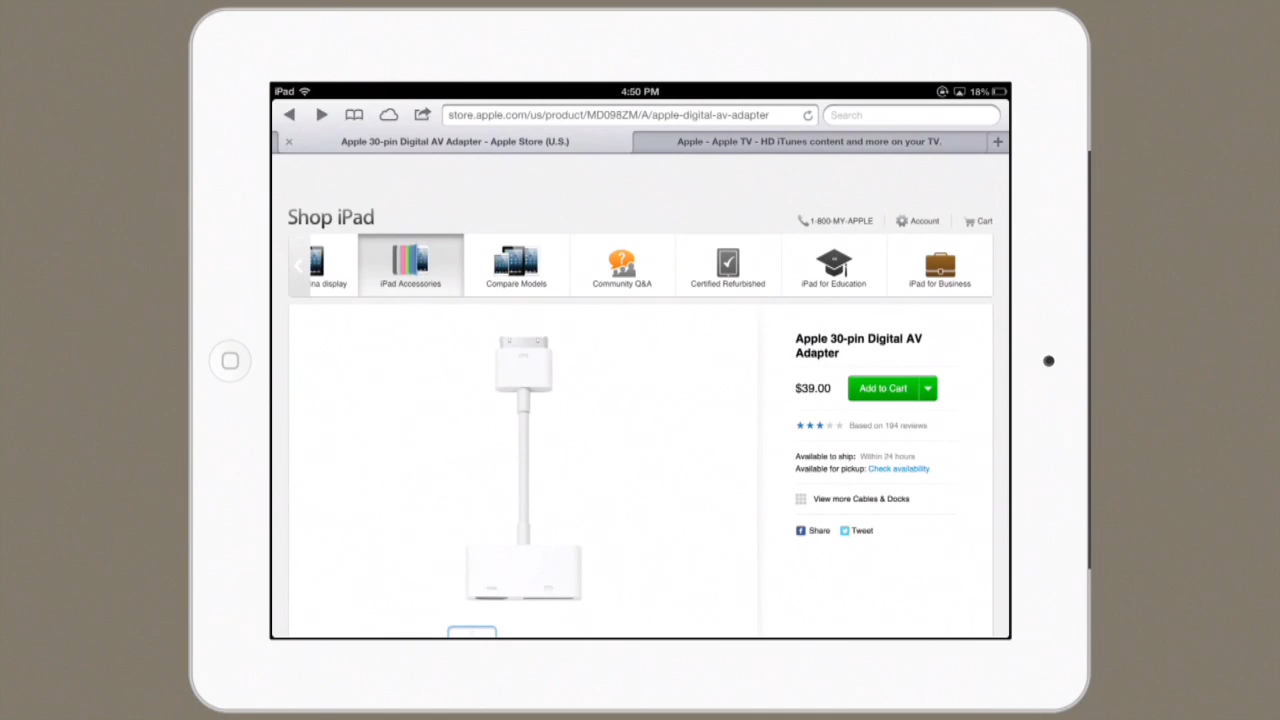 iPad 4:50 PM 18%
store.apple.com/us/product/MD098ZM/A/apple-digital-av-adapter Search
Apple 30-pin Digital AV Adapter - Apple Store (U.S.) Apple - Apple TV - HD iTunes content and more on your TV.
Shop iPad 1-800-MY-APPLE Account Cart
ina display iPad Accessories Compare Models Community Q&A Certified Refurbished iPad for Education iPad for Business
Apple 30-pin Digital AV
Adapter
$39.00 Add to Cart
Based on 194 reviews
Available to ship: Within 24 hours
Available for pickup: Check availability
View more Cables & Docks
Share Tweet